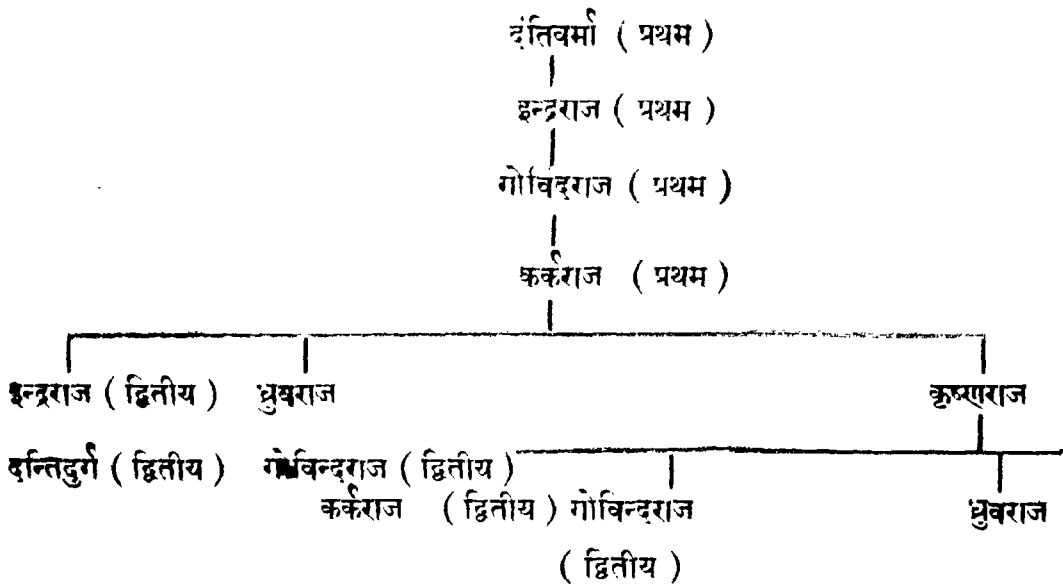 दंतिवर्मा ( प्रथम )
इन्द्रराज ( प्रथम )
गोविंदराज ( प्रथम )
कर्कराज ( प्रथम )
इन्द्रराज ( द्वितीय ) ध्रुवराज कृष्णराज
दन्तिदुर्ग ( द्वितीय ) गोविन्दराज ( द्वितीय )
कर्कराज ( द्वितीय ) गोविन्दराज ध्रुवराज
( द्वितीय )